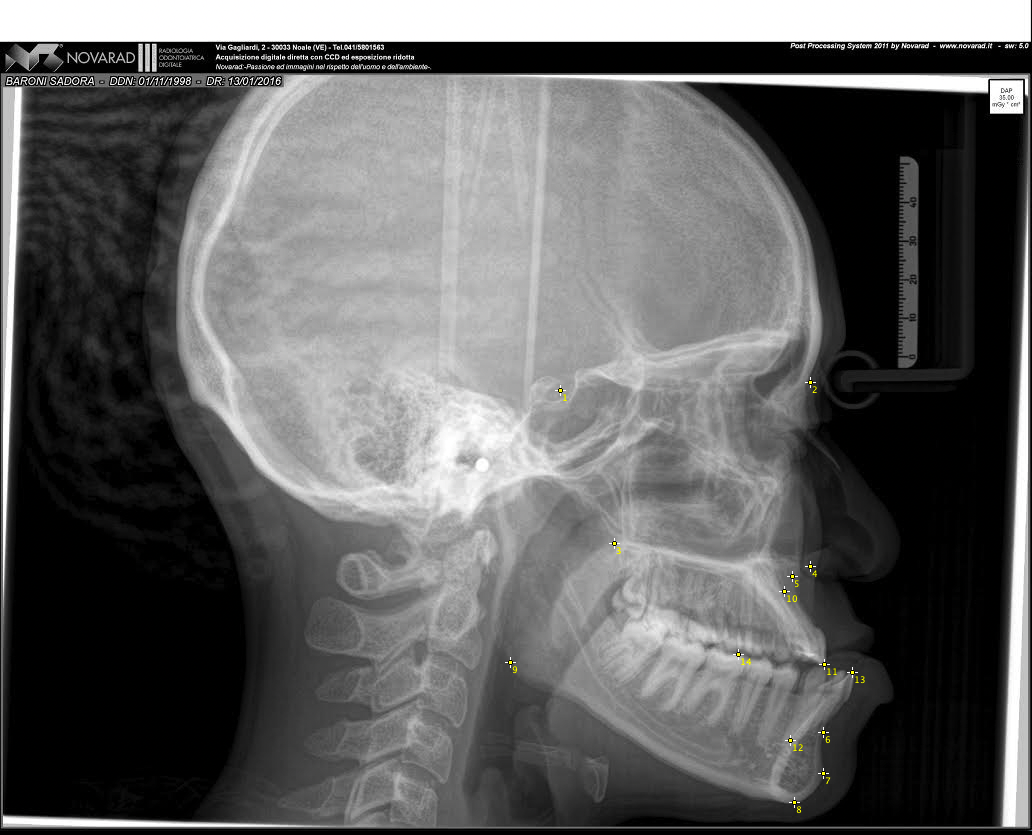 NOVARAD
RADIOLOGIA
ODONTOIATRICA
DIGITALE
Via Gagliardi, 2 - 30033 Noale (VE) - Tel.041/5801563
Acquisizione digitale diretta con CCD ed esposizione ridotta
Novarad:-Passione ed immagini nel rispetto dell'uomo e dell'ambiente-.
Post Processing System 2011 by Novarad - www.novarad.it - sw: 5.0
BARONI SADORA - DDN: 01/11/1998 - DR: 13/01/2016
DAP
35.00
mGy * cm²
40
30
20
10
0
1
2
3
4
5
10
9
14
11
13
6
12
7
8